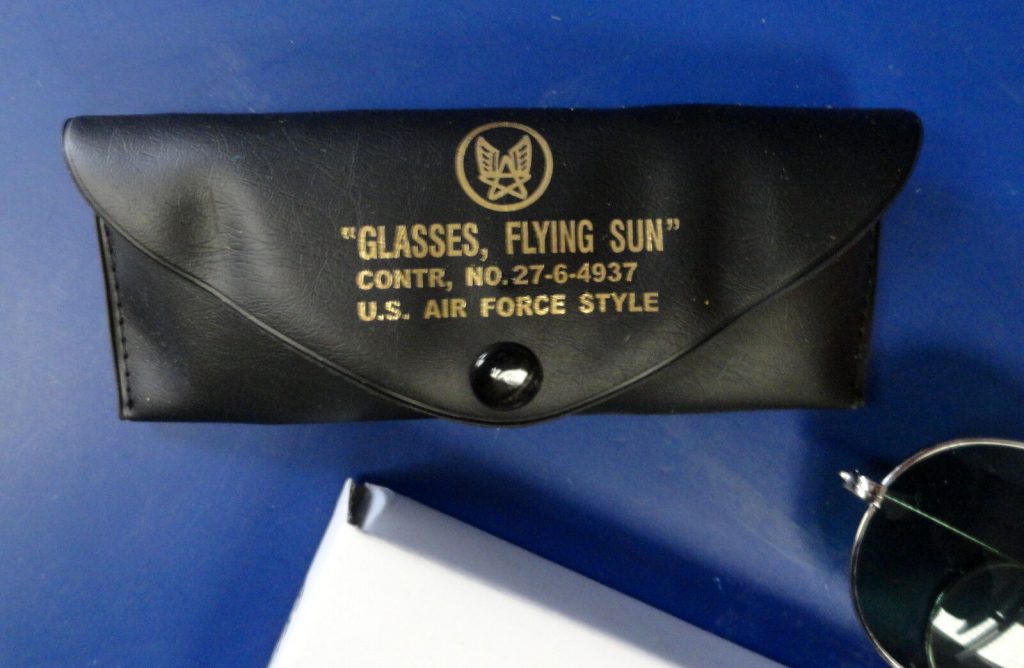 "GLASSES, FLYING SUN"
CONTR, NO. 27-6-4937
U.S. AIR FORCE STYLE